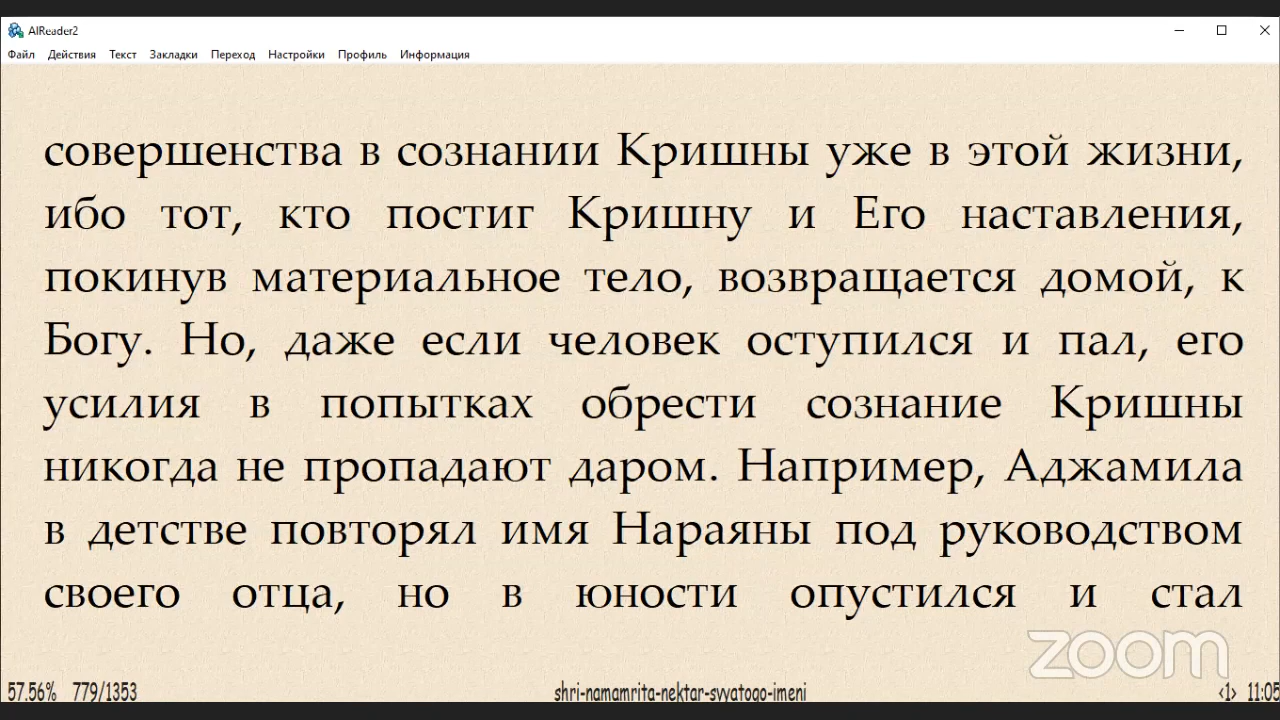 AlReader2
Файл Действия Текст Закладки Переход Настройки Профиль Информация
совершенства в сознании Кришны уже в этой жизни,
ибо тот, кто постиг Кришну и Его наставления,
покинув материальное тело, возвращается домой, к
Богу. Но, даже если человек оступился и пал, его
усилия в попытках обрести сознание Кришны
никогда не пропадают даром. Например, Аджамила
в детстве повторял имя Нараяны под руководством
своего отца, но в юности опустился и стал
zoom
57.56% 779/1353 shri-namamrita-nektar-svyatogo-imeni ‹1› 11:05